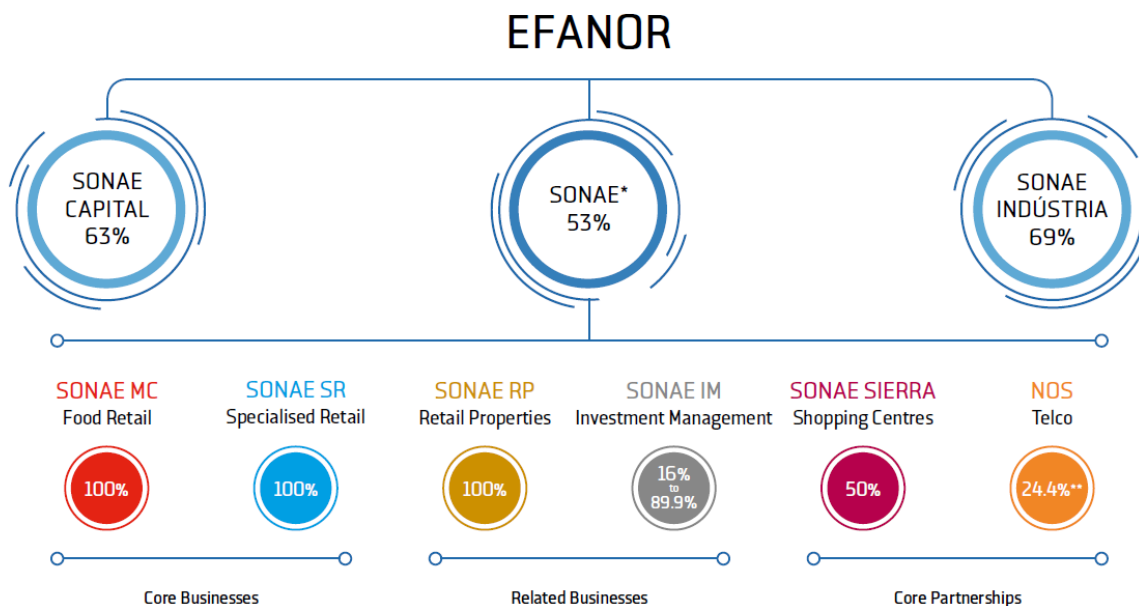 EFANOR
SONAE
CAPITAL
63%
SONAE*
53%
SONAE
INDÚSTRIA
69%
SONAE MC
Food Retail
100%
SONAE SR
Specialised Retail
100%
SONAE RP
Retail Properties
100%
SONAE IM
Investment Management
16%
to
89.9%
SONAE SIERRA
Shopping Centres
50%
NOS
Telco
24.4%**
Core Businesses
Related Businesses
Core Partnerships